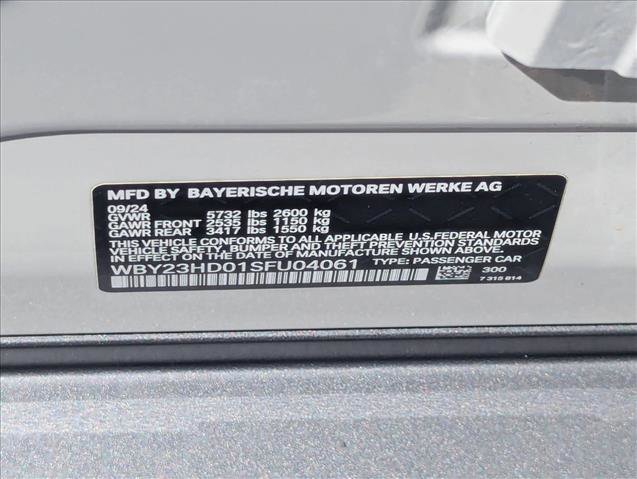 MFD BY BAYERISCHE MOTOREN WERKE AG
09/24
GVWR 5732 lbs 2600 kg
GAWR FRONT 2535 lbs 1150 kg
GAWR REAR 3417 lbs 1550 kg
THIS VEHICLE CONFORMS TO ALL APPLICABLE U.S.FEDERAL MOTOR
VEHICLE SAFETY, BUMPER AND THEFT PREVENTION STANDARDS
IN EFFECT ON THE DATE OF MANUFACTURE SHOWN ABOVE.
WBY23HD01SFU04061 TYPE: PASSENGER CAR
300
7 315 814